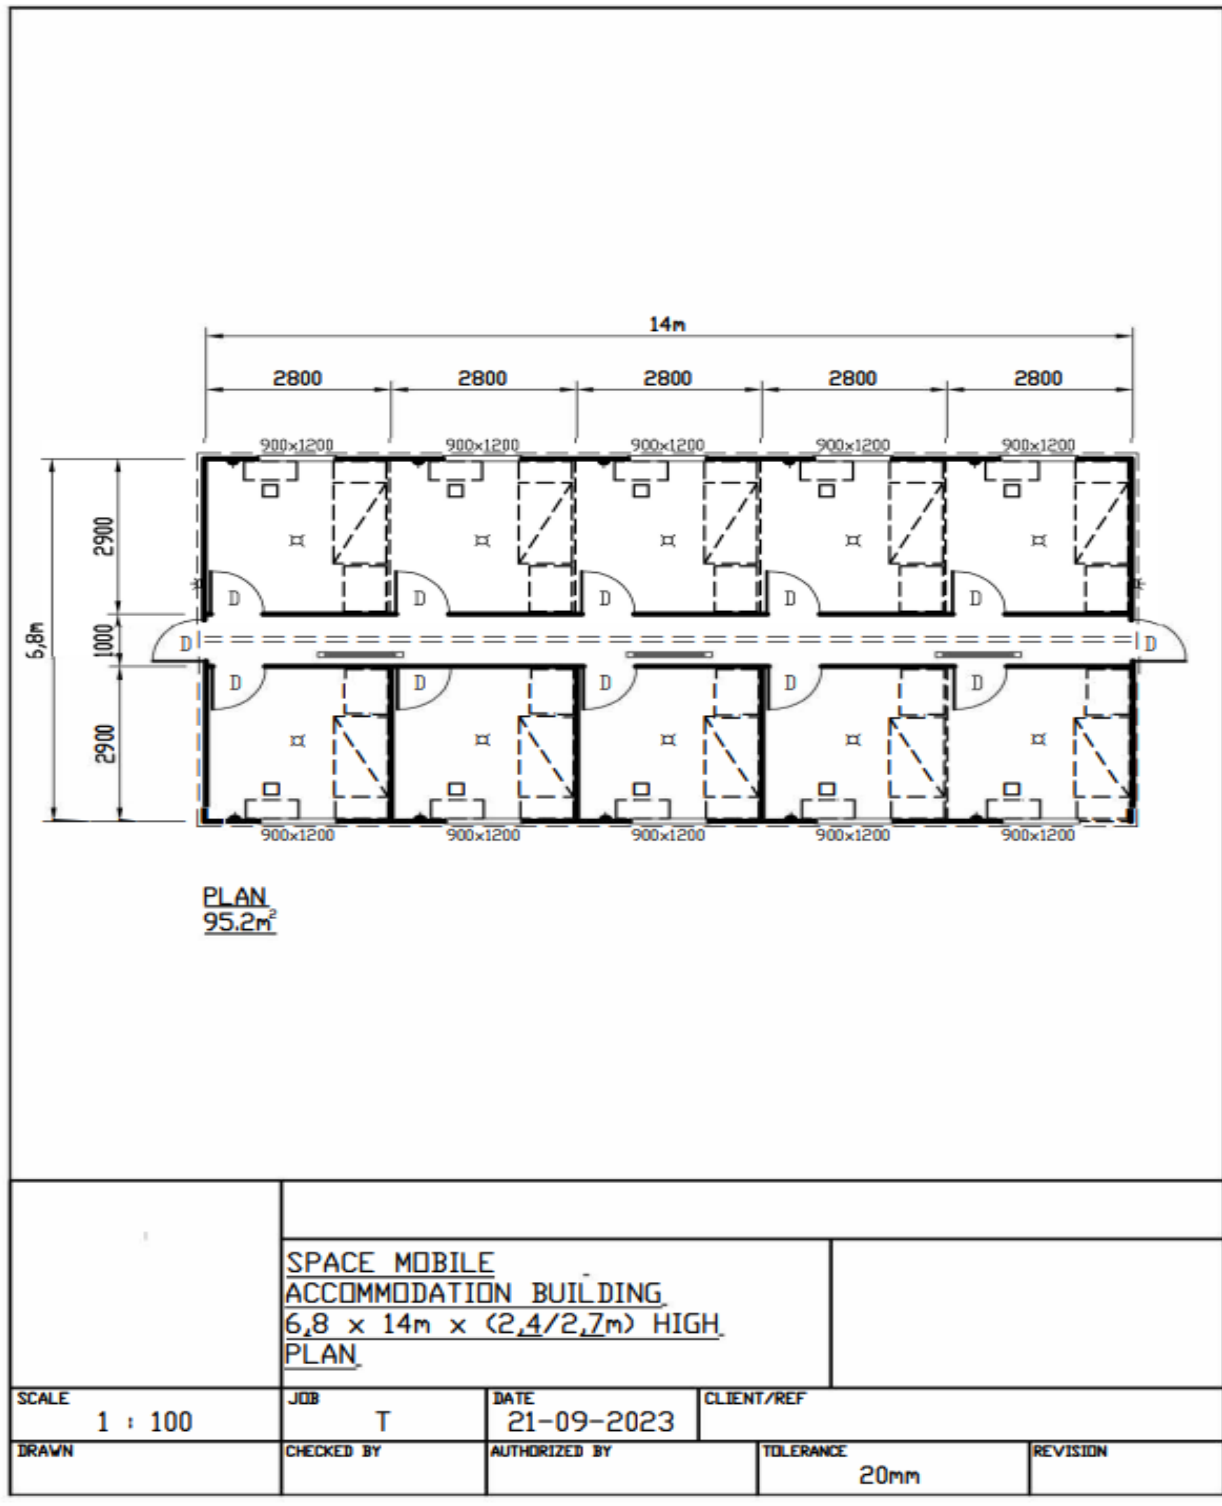 14m
2800 2800 2800 2800 2800
900x1200 900x1200 900x1200 900x1200 900x1200
2900
D D D D D
6,8m
1000
D D
D D D D D
2900
900x1200 900x1200 900x1200 900x1200 900x1200
PLAN
95.2m²
SPACE MOBILE
ACCOMMODATION BUILDING
6,8 x 14m x (2,4/2,7m) HIGH
PLAN
SCALE JOB DATE CLIENT/REF
1 : 100 T 21-09-2023
DRAWN CHECKED BY AUTHORIZED BY TOLERANCE REVISION
20mm